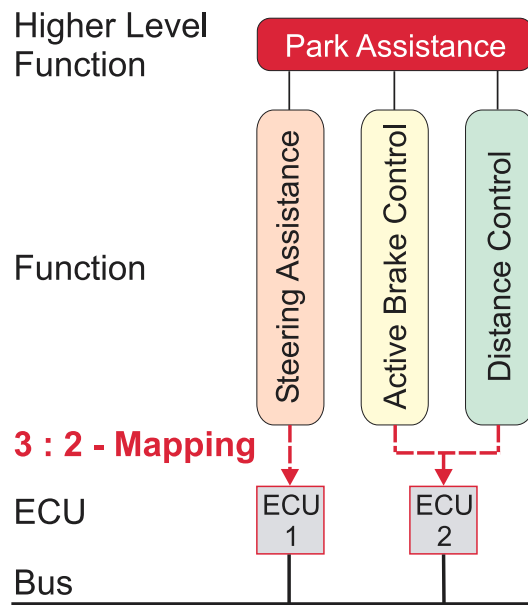 Higher Level
Function
Park Assistance
Function
Steering Assistance
Active Brake Control
Distance Control
3 : 2 - Mapping
ECU
ECU
1
ECU
2
Bus